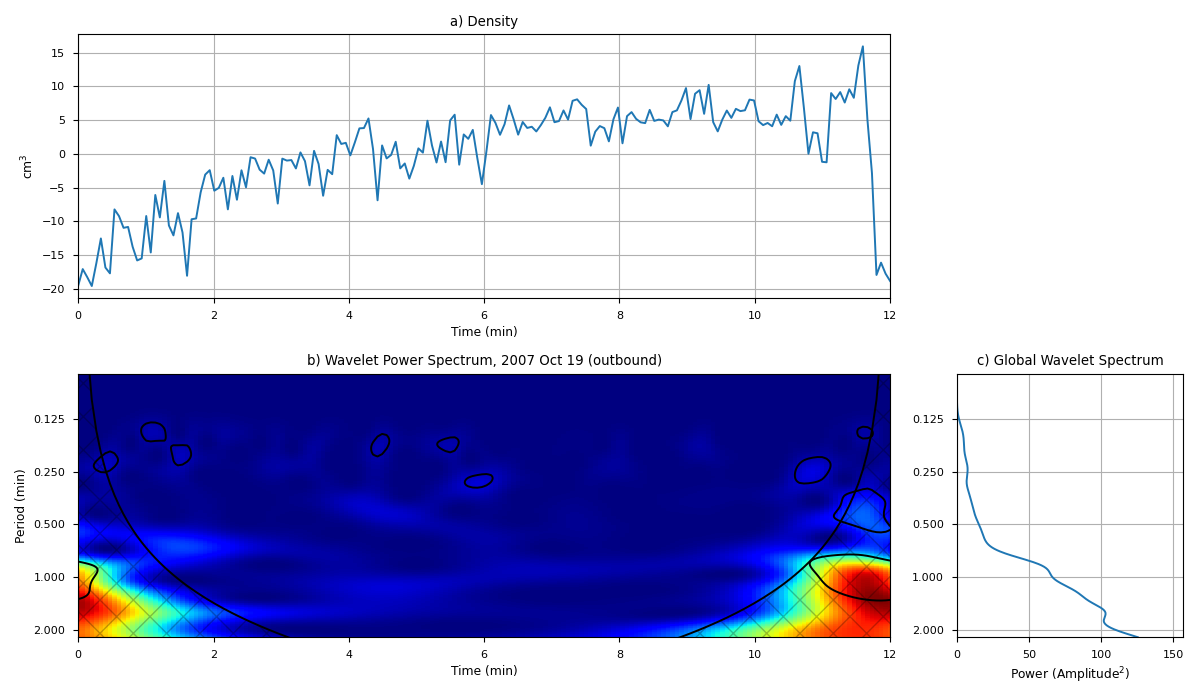 a) Density
cm³
15
10
5
0
−5
−10
−15
−20
0 2 4 6 8 10 12
Time (min)
b) Wavelet Power Spectrum, 2007 Oct 19 (outbound)
Period (min)
0.125
0.250
0.500
1.000
2.000
0 2 4 6 8 10 12
Time (min)
c) Global Wavelet Spectrum
0.125
0.250
0.500
1.000
2.000
0 50 100 150
Power (Amplitude²)